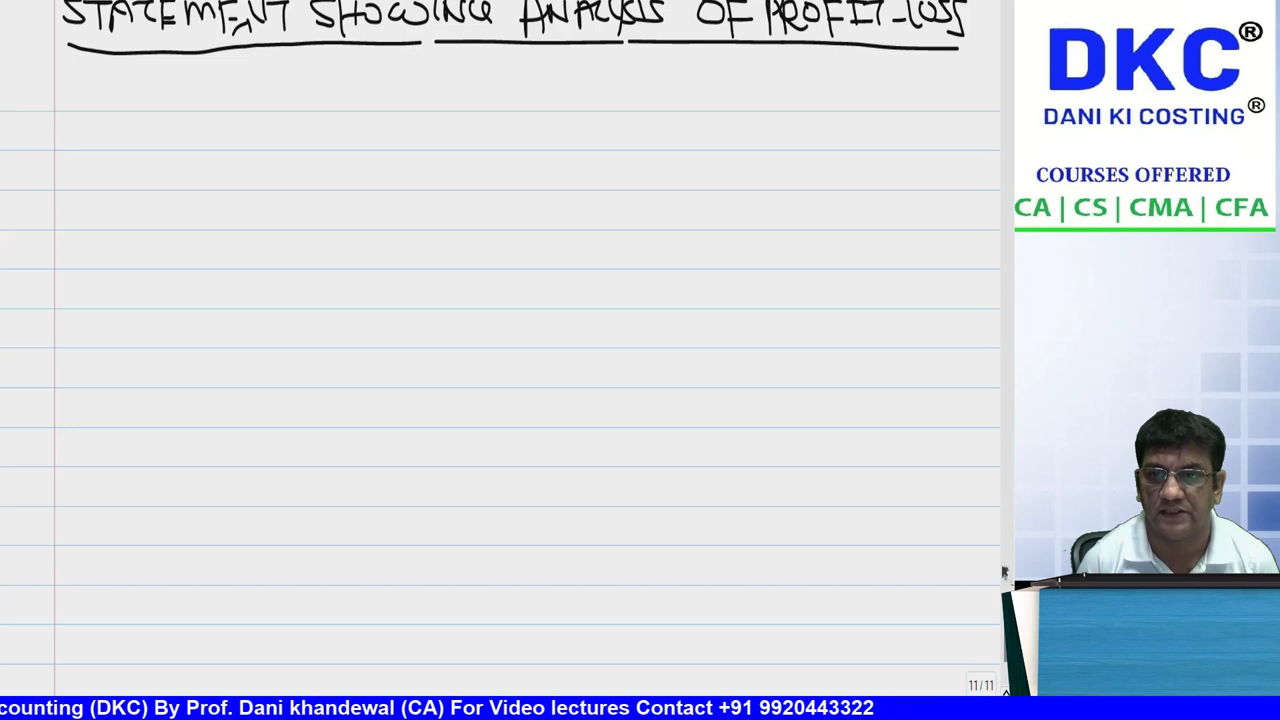 STATEMENT SHOWING ANALYSIS OF PROFIT-LOSS
DKC®
DANI KI COSTING®
COURSES OFFERED
CA | CS | CMA | CFA
11/11
counting (DKC) By Prof. Dani khandewal (CA) For Video lectures Contact +91 9920443322